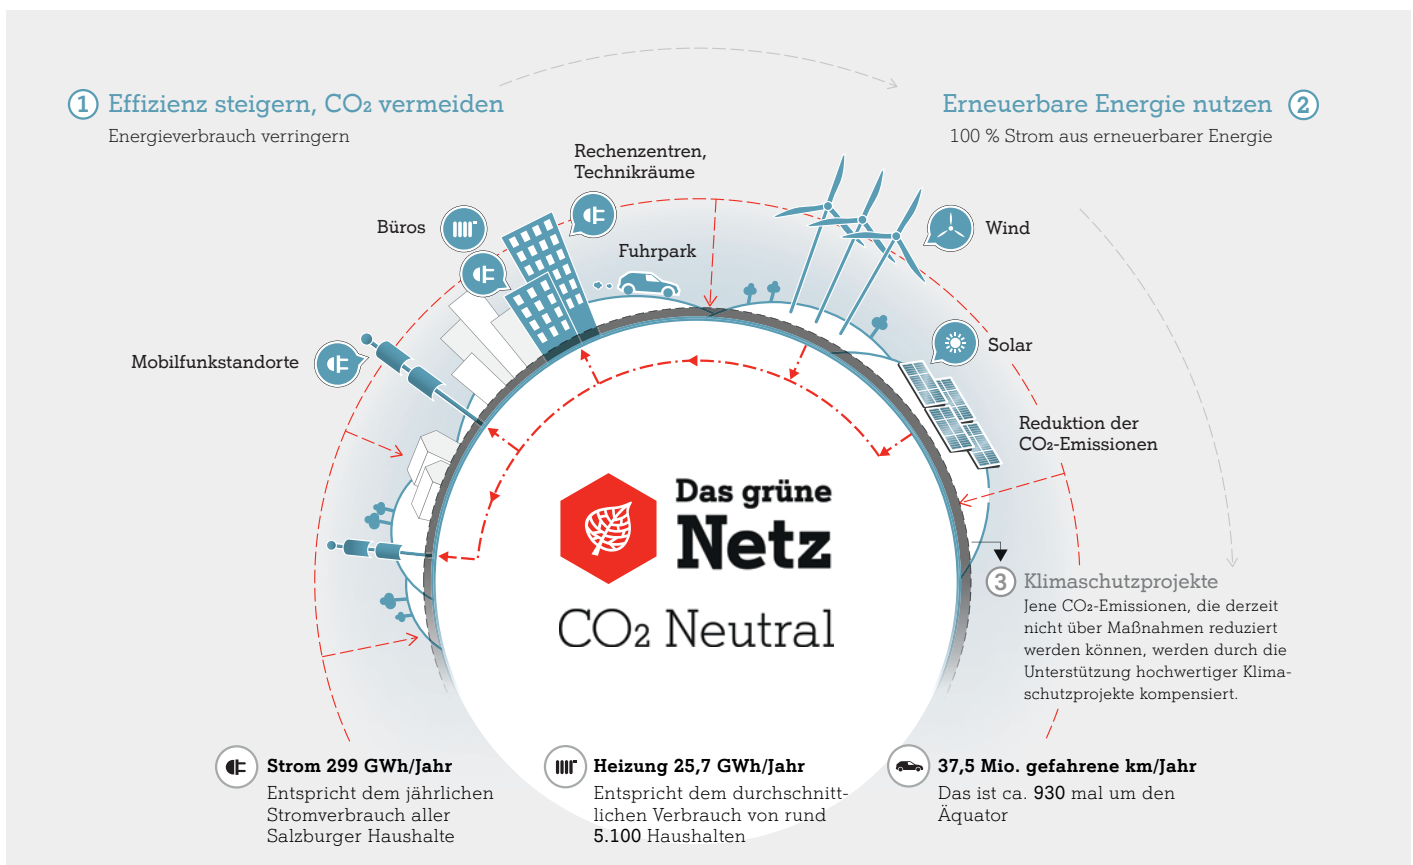 1 Effizienz steigern, CO₂ vermeiden
Energieverbrauch verringern
Erneuerbare Energie nutzen 2
100 % Strom aus erneuerbarer Energie
Rechenzentren,
Technikräume
Büros
Fuhrpark
Wind
Mobilfunkstandorte
Solar
Reduktion der
CO₂-Emissionen
Das grüne
Netz
CO₂ Neutral
3 Klimaschutzprojekte
Jene CO₂-Emissionen, die derzeit
nicht über Maßnahmen reduziert
werden können, werden durch die
Unterstützung hochwertiger Klima-
schutzprojekte kompensiert.
Strom 299 GWh/Jahr
Entspricht dem jährlichen
Stromverbrauch aller
Salzburger Haushalte
Heizung 25,7 GWh/Jahr
Entspricht dem durchschnitt-
lichen Verbrauch von rund
5.100 Haushalten
37,5 Mio. gefahrene km/Jahr
Das ist ca. 930 mal um den
Äquator